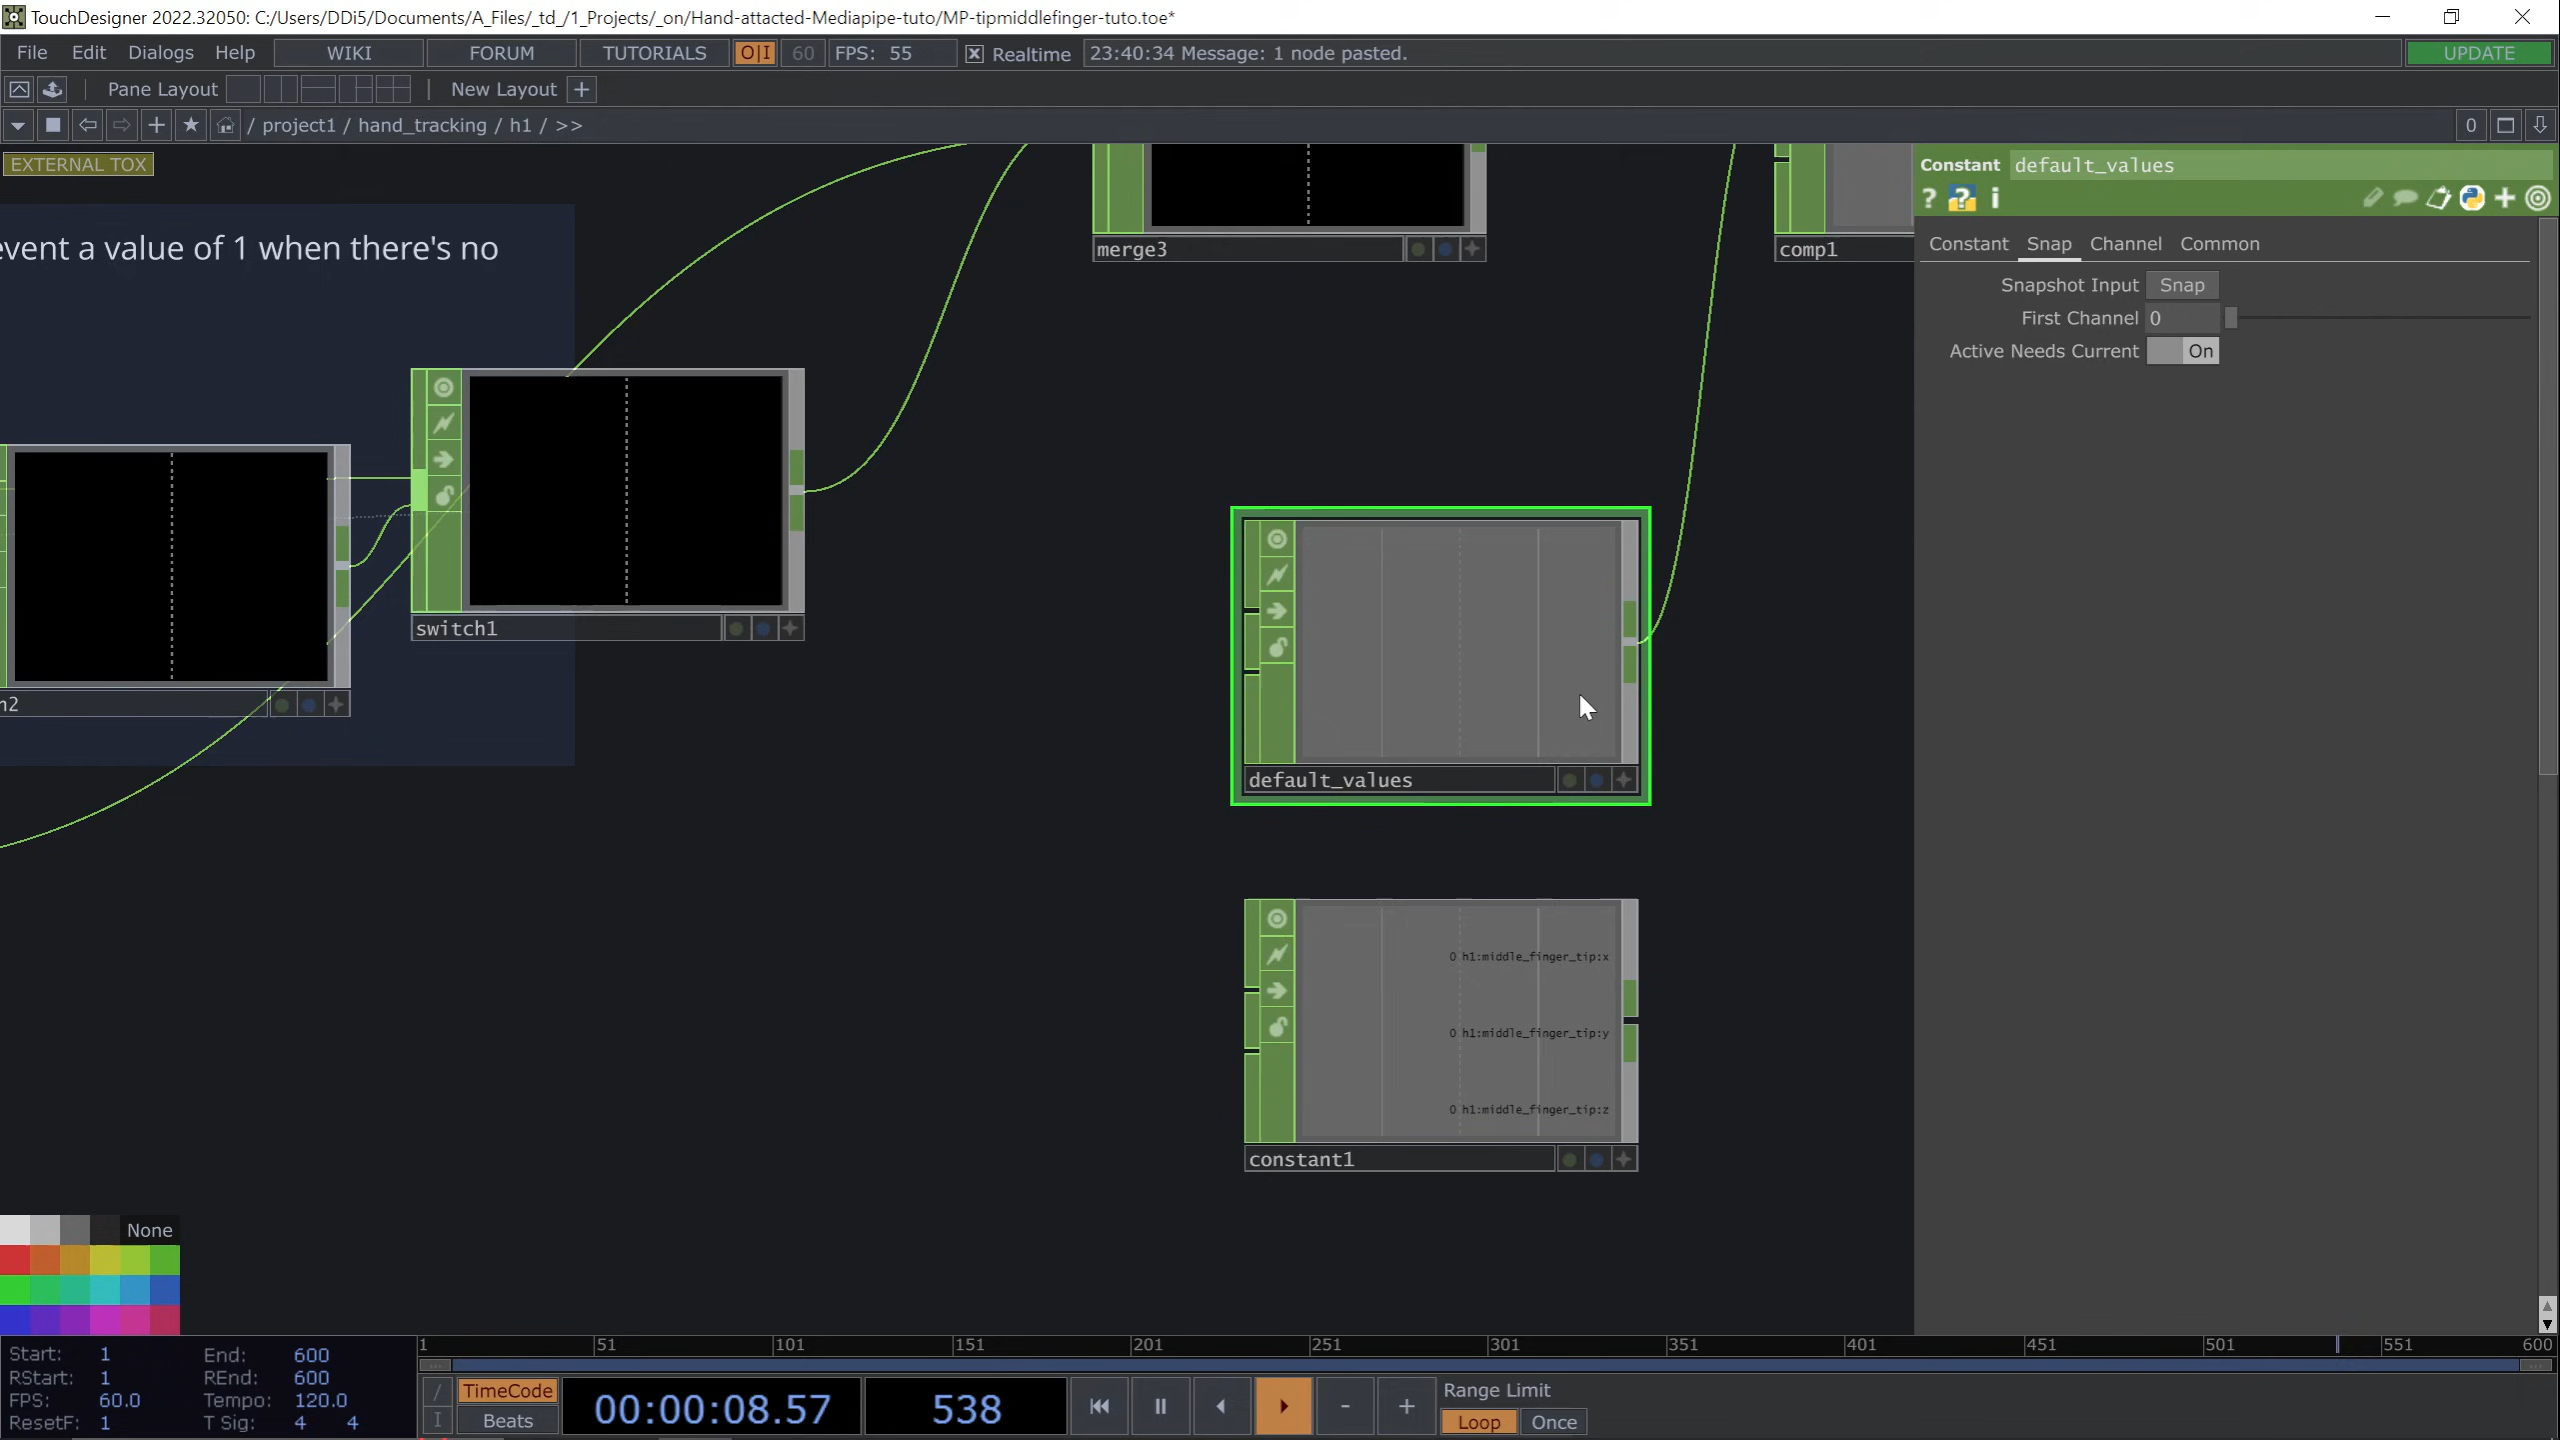 TouchDesigner 2022.32050: C:/Users/DDi5/Documents/A_Files/_td_/1_Projects/_on/Hand-attacted-Mediapipe-tuto/MP-tipmiddlefinger-tuto.toe*
File Edit Dialogs Help WIKI FORUM TUTORIALS O|I 60 FPS: 55 Realtime 23:40:34 Message: 1 node pasted. UPDATE
Pane Layout New Layout +
/ project1 / hand_tracking / h1 / >> 0
EXTERNAL TOX
Constant default_values
? ? i
Constant Snap Channel Common
Snapshot Input Snap
First Channel 0
Active Needs Current On
event a value of 1 when there's no
merge3
comp1
switch1
n2
default_values
0 h1:middle_finger_tip:x
0 h1:middle_finger_tip:y
0 h1:middle_finger_tip:z
constant1
None
1 51 101 151 201 251 301 351 401 451 501 551 600
Start: 1 End: 600
RStart: 1 REnd: 600
FPS: 60.0 Tempo: 120.0
ResetF: 1 T Sig: 4 4
/ TimeCode
I Beats
00:00:08.57 538 - +
Range Limit
Loop Once